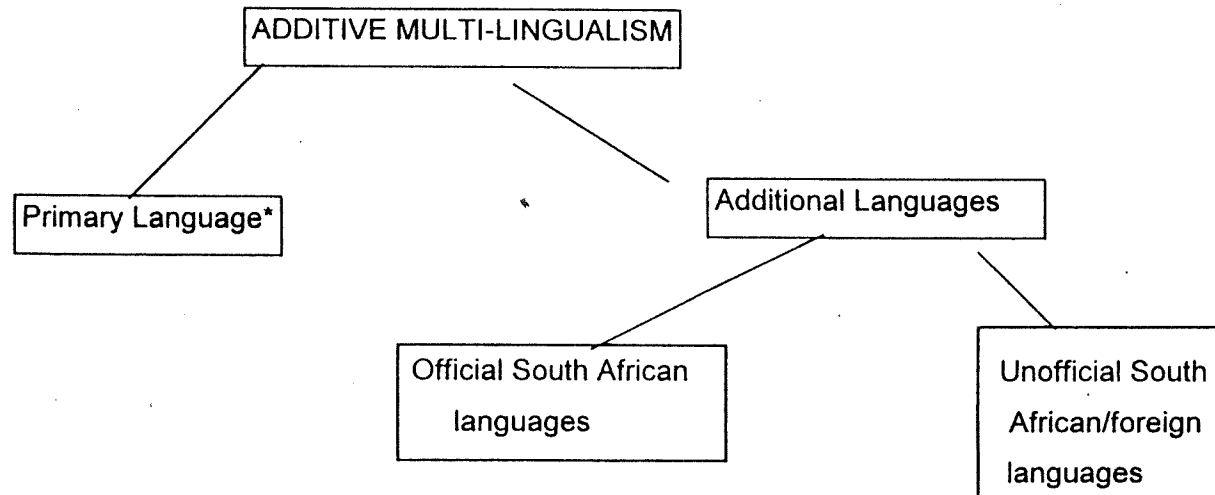 ADDITIVE MULTI-LINGUALISM
Primary Language*
Additional Languages
Official South African
languages
Unofficial South
African/foreign
languages